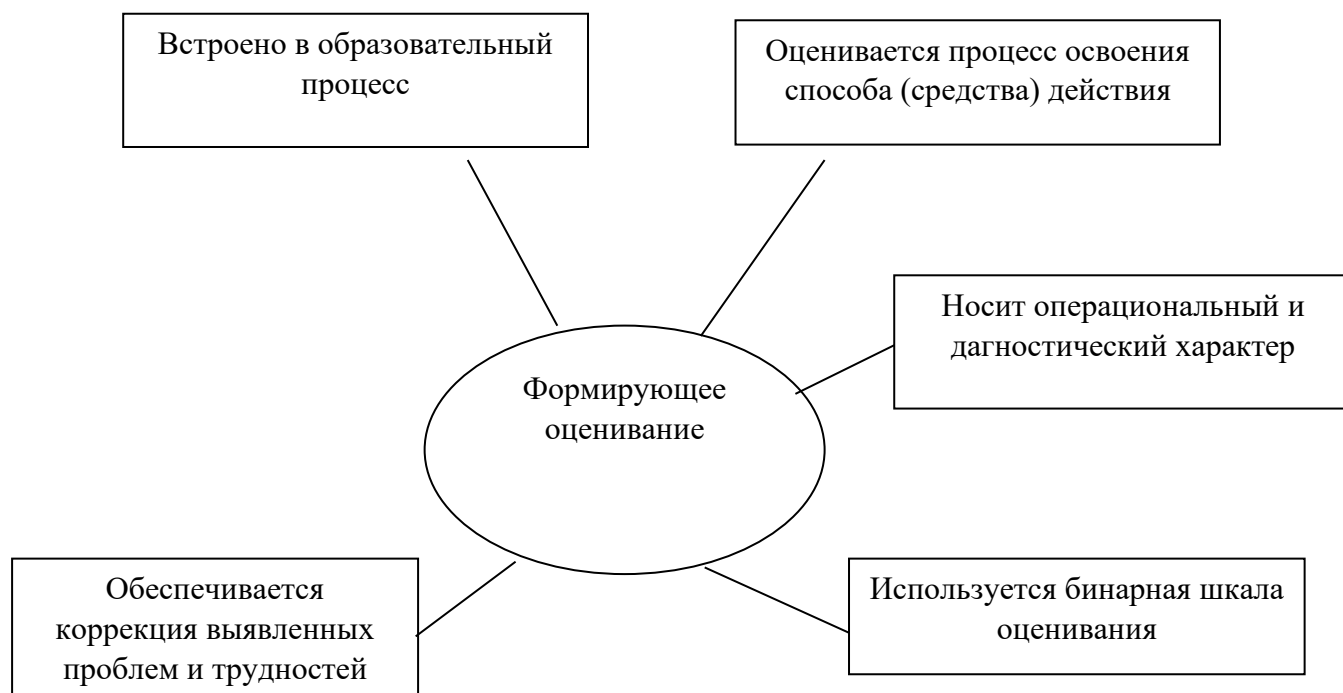 Встроено в образовательный
процесс
Оценивается процесс освоения
способа (средства) действия
Носит операциональный и
дагностический характер
Формирующее
оценивание
Обеспечивается
коррекция выявленных
проблем и трудностей
Используется бинарная шкала
оценивания